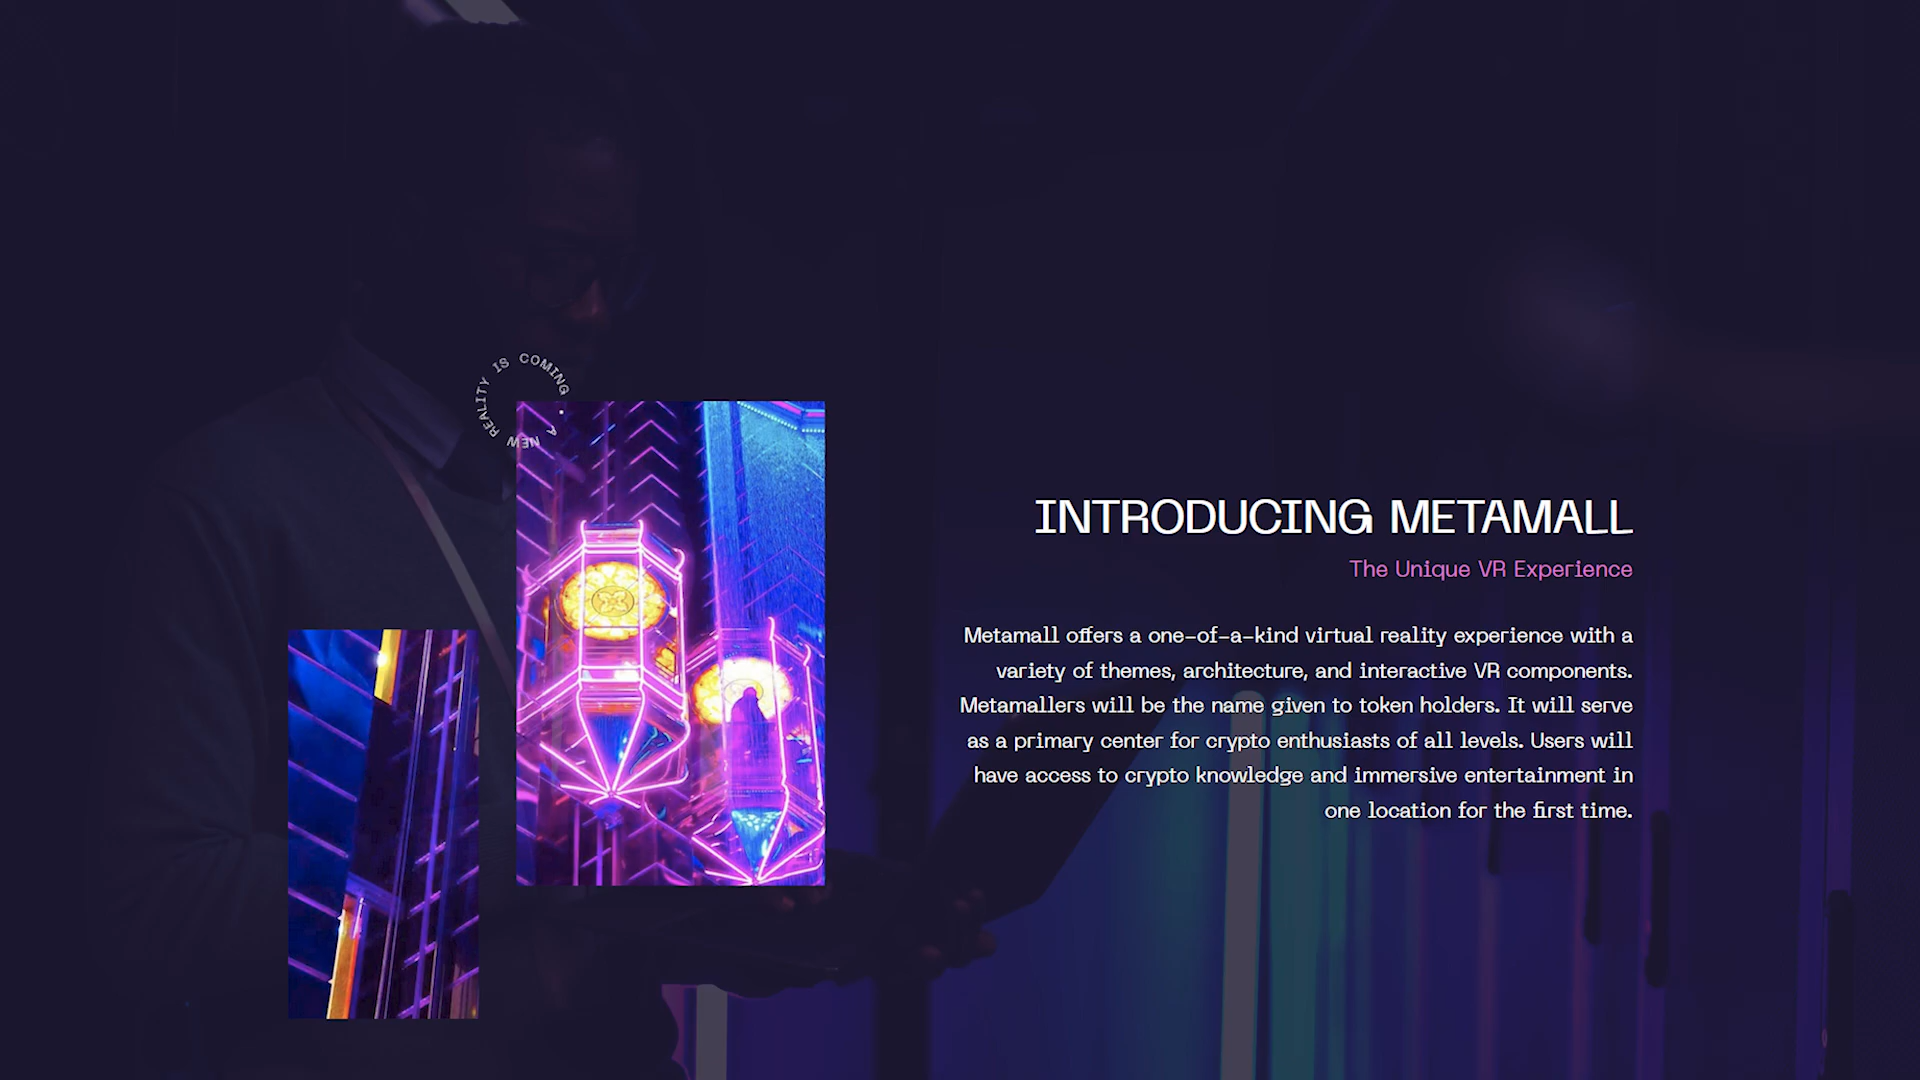 A NEW REALITY IS COMING
INTRODUCING METAMALL
The Unique VR Experience
Metamall offers a one-of-a-kind virtual reality experience with a
variety of themes, architecture, and interactive VR components.
Metamallers will be the name given to token holders. It will serve
as a primary center for crypto enthusiasts of all levels. Users will
have access to crypto knowledge and immersive entertainment in
one location for the first time.